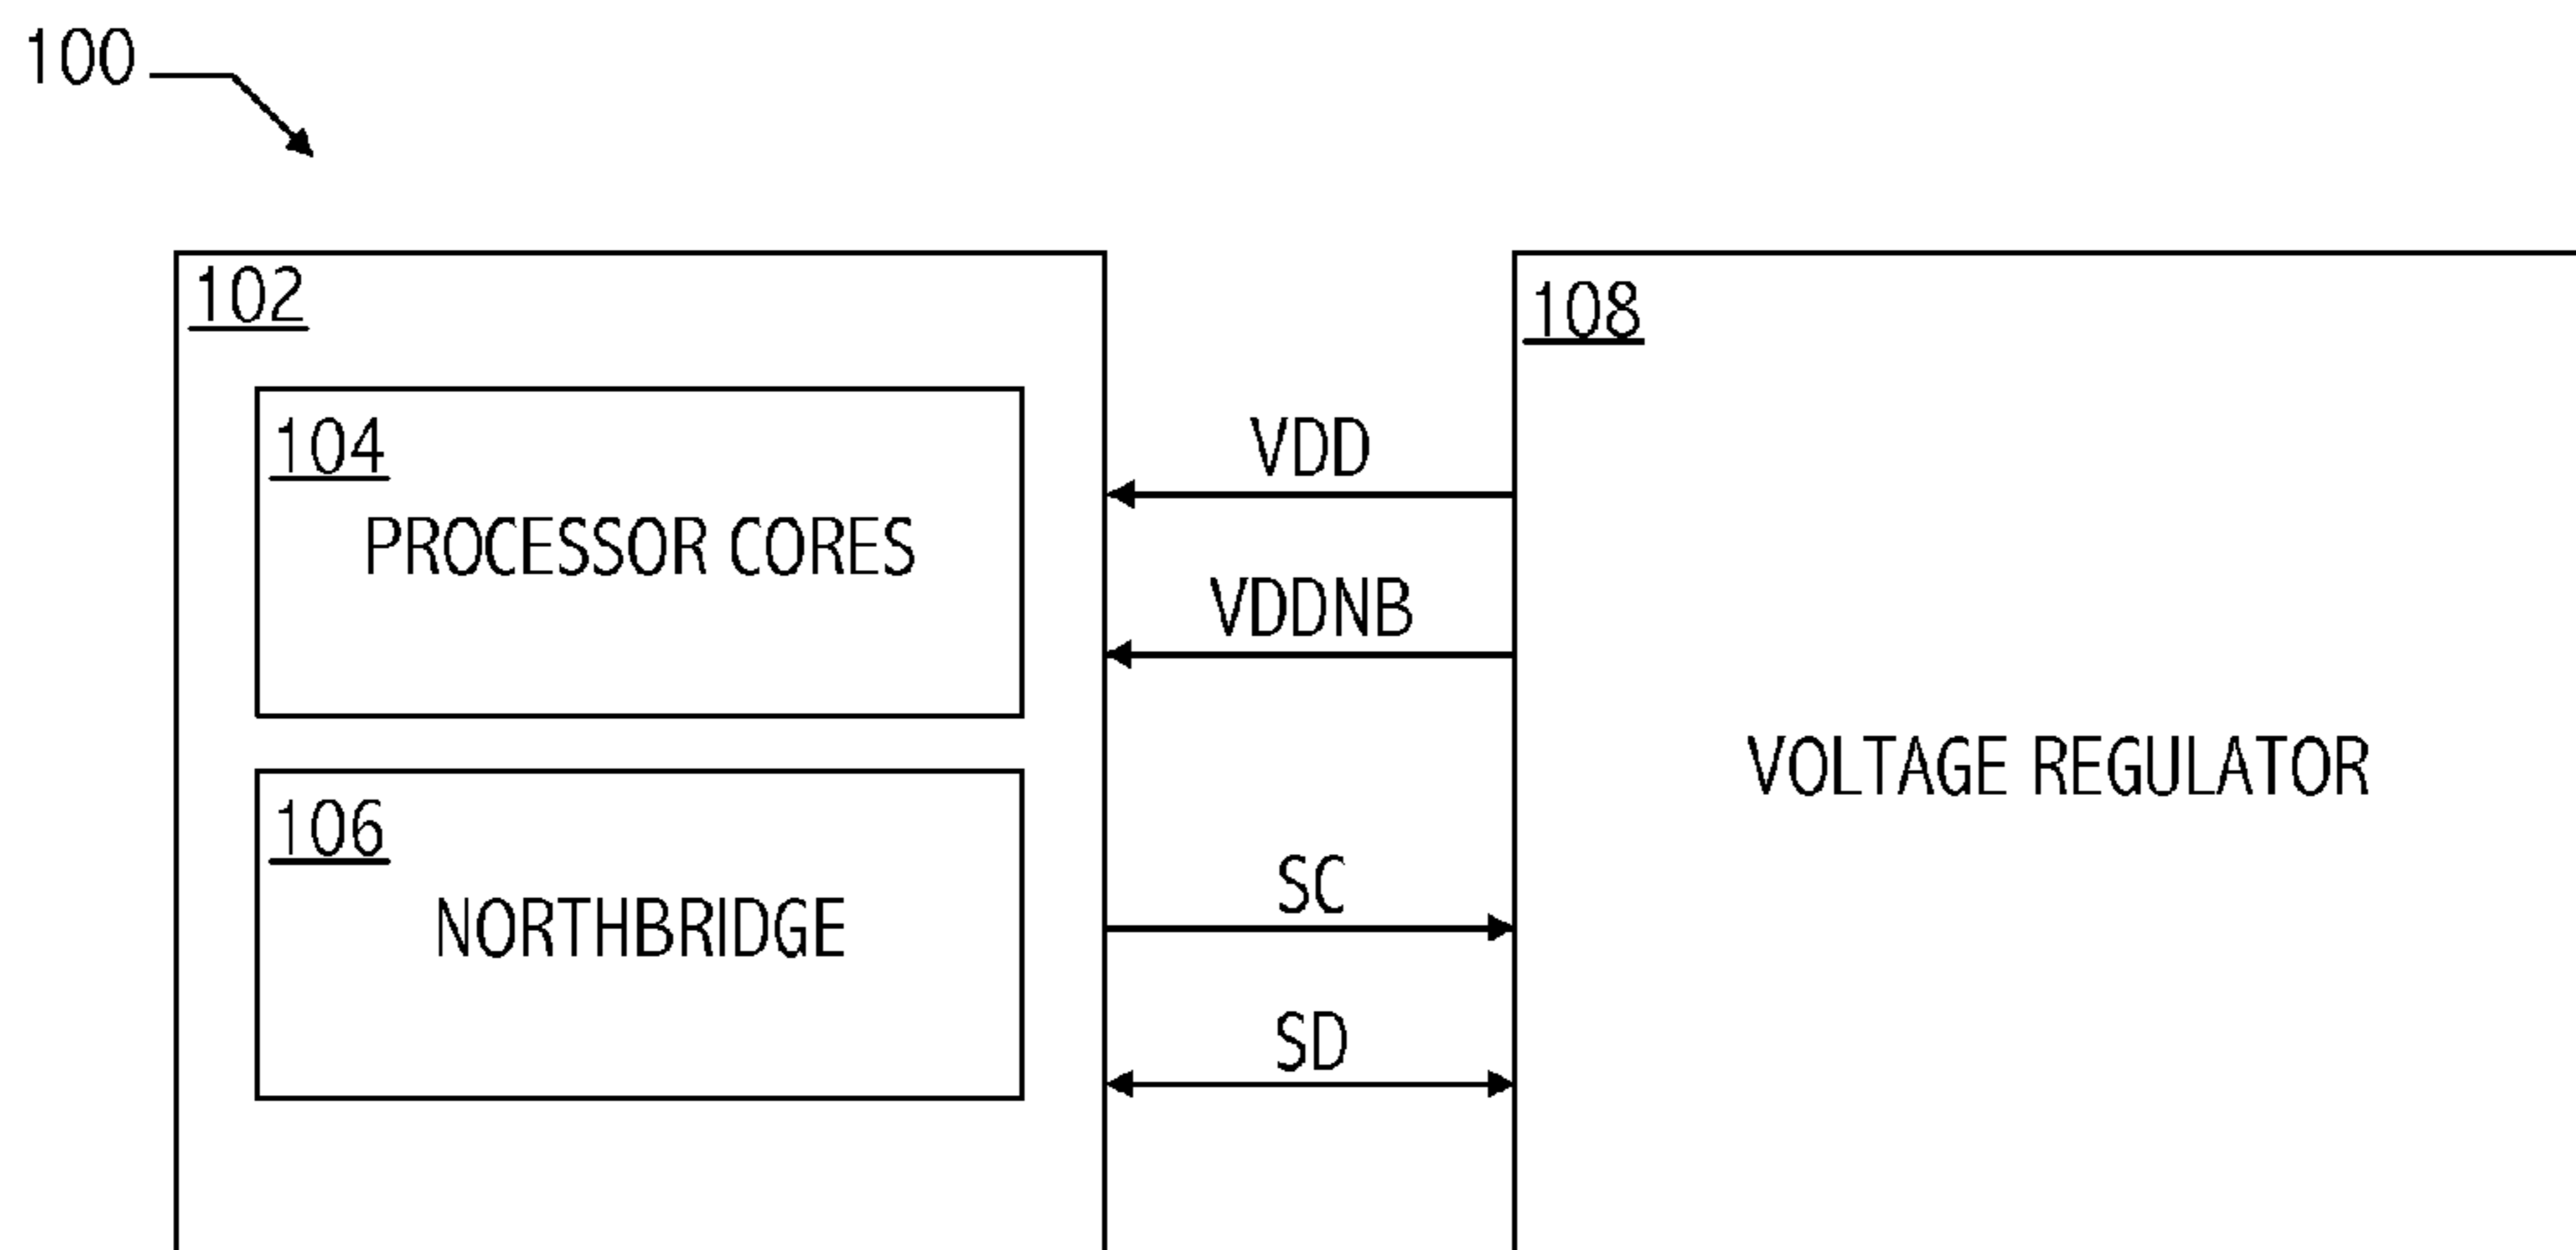 100
102
108
104
PROCESSOR CORES
VDD
VDDNB
VOLTAGE REGULATOR
106
NORTHBRIDGE
SC
SD